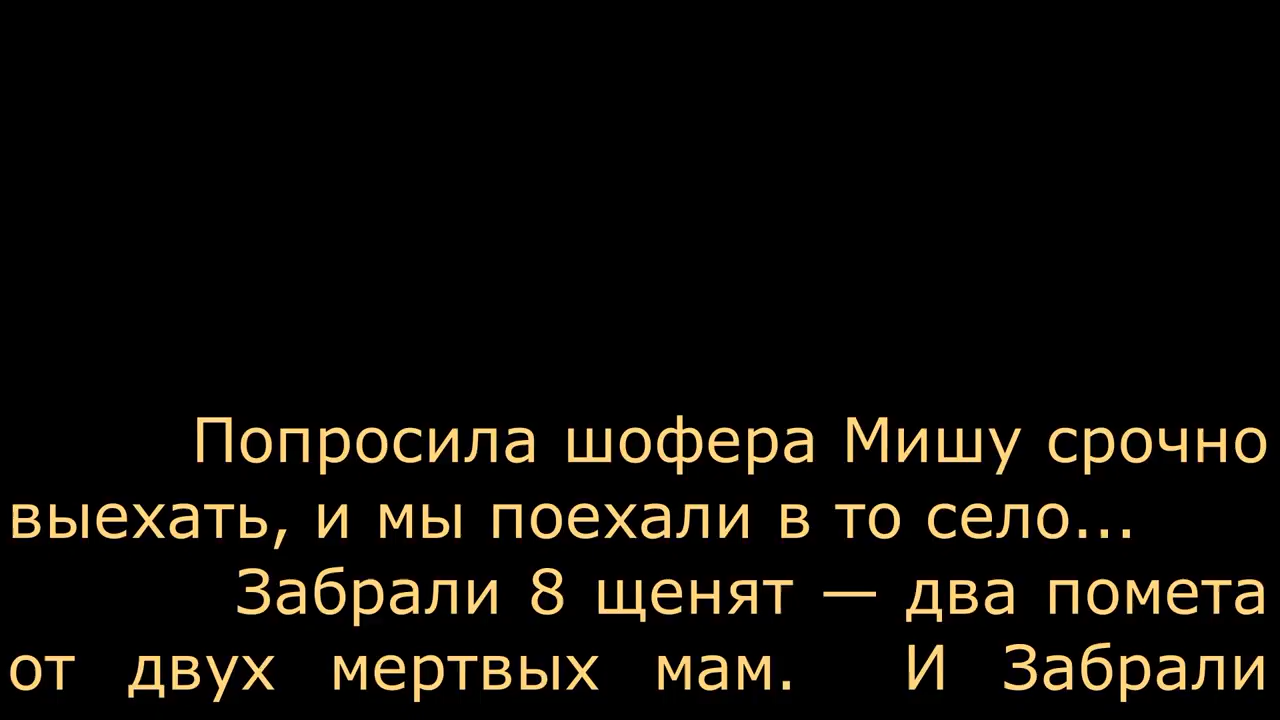 Попросила шофера Мишу срочно
выехать, и мы поехали в то село...
Забрали 8 щенят — два помета
от двух мертвых мам. И Забрали